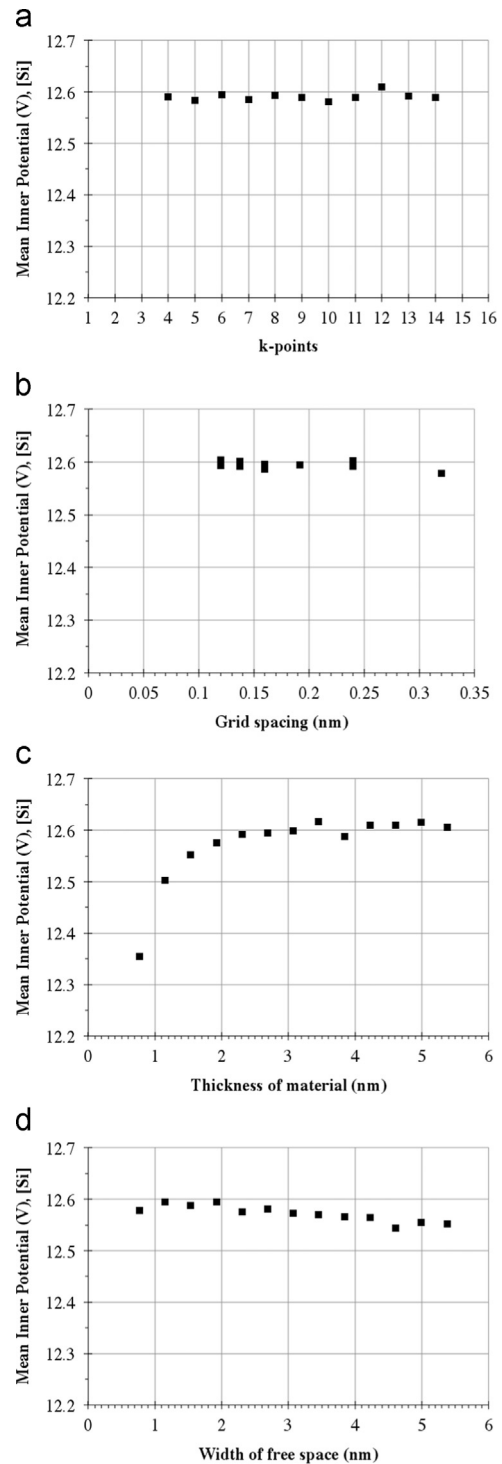 a
Mean Inner Potential (V), [Si]
12.7
12.6
12.5
12.4
12.3
12.2
1 2 3 4 5 6 7 8 9 10 11 12 13 14 15 16
k-points
b
Mean Inner Potential (V), [Si]
12.7
12.6
12.5
12.4
12.3
12.2
0 0.05 0.1 0.15 0.2 0.25 0.3 0.35
Grid spacing (nm)
c
Mean Inner Potential (V), [Si]
12.7
12.6
12.5
12.4
12.3
12.2
0 1 2 3 4 5 6
Thickness of material (nm)
d
Mean Inner Potential (V), [Si]
12.7
12.6
12.5
12.4
12.3
12.2
0 1 2 3 4 5 6
Width of free space (nm)